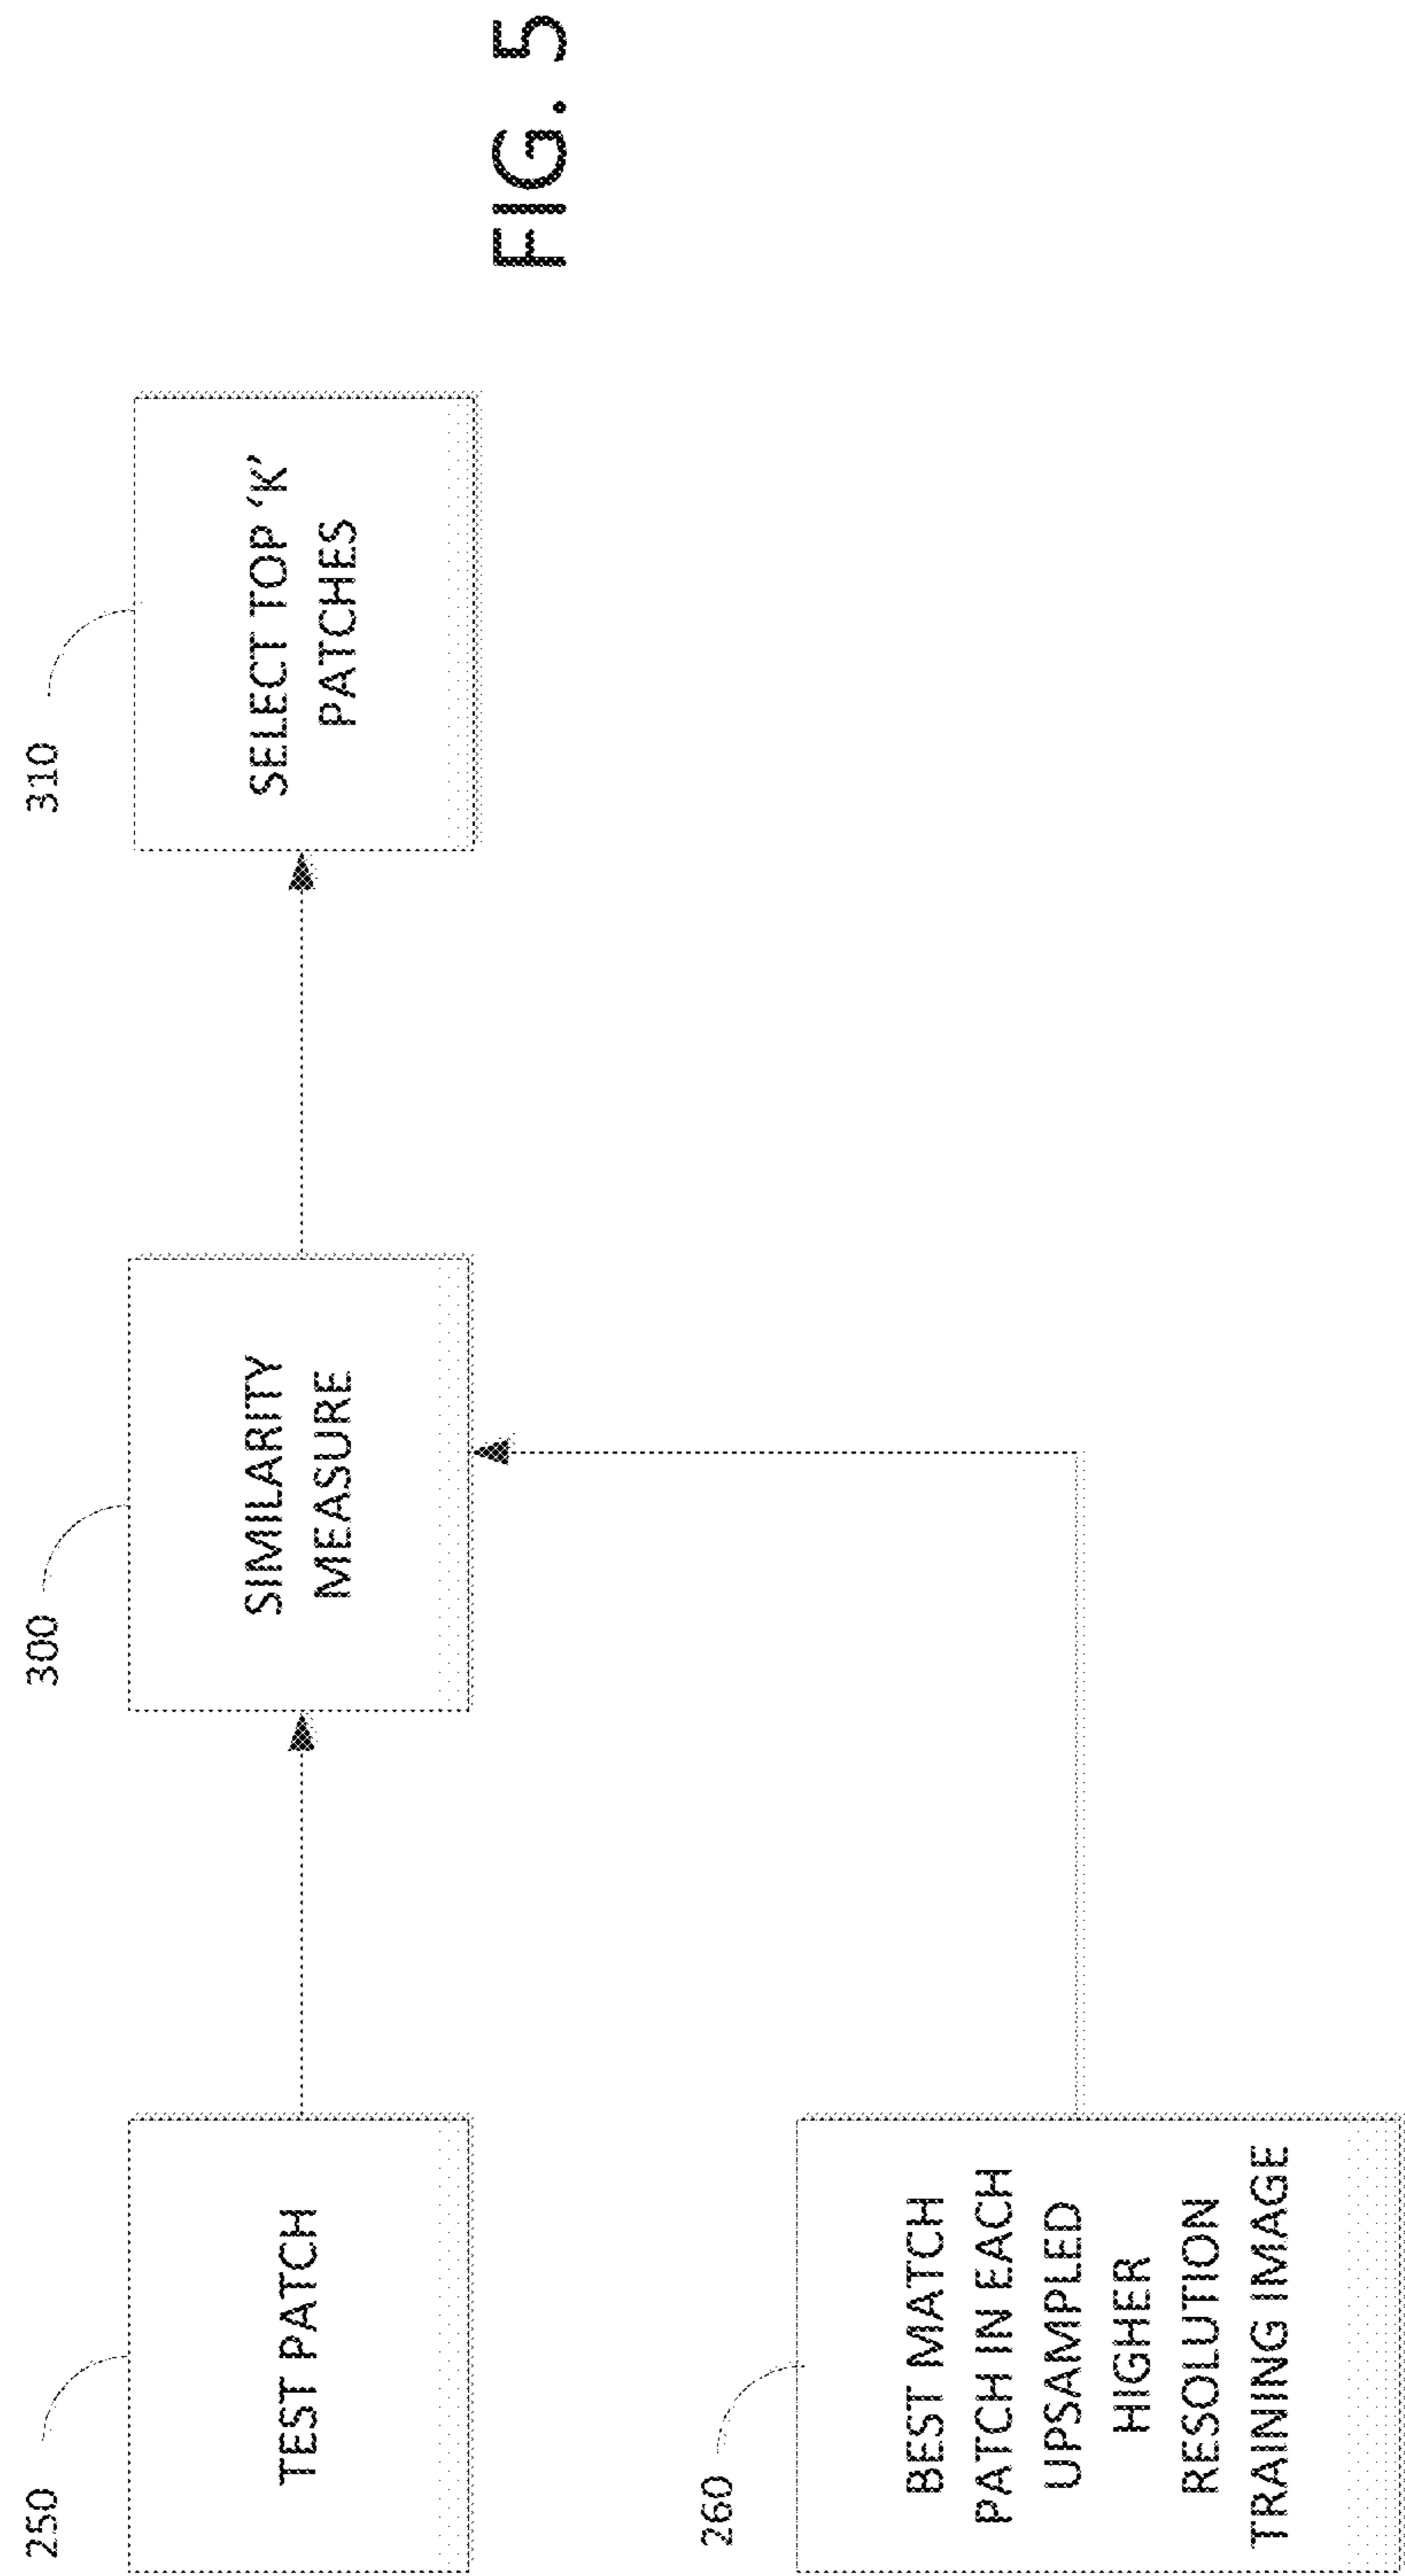 250
TEST PATCH
300
SIMILARITY
MEASURE
310
SELECT TOP ‘K’
PATCHES
260
BEST MATCH
PATCH IN EACH
UPSAMPLED
HIGHER
RESOLUTION
TRAINING IMAGE
FIG. 5